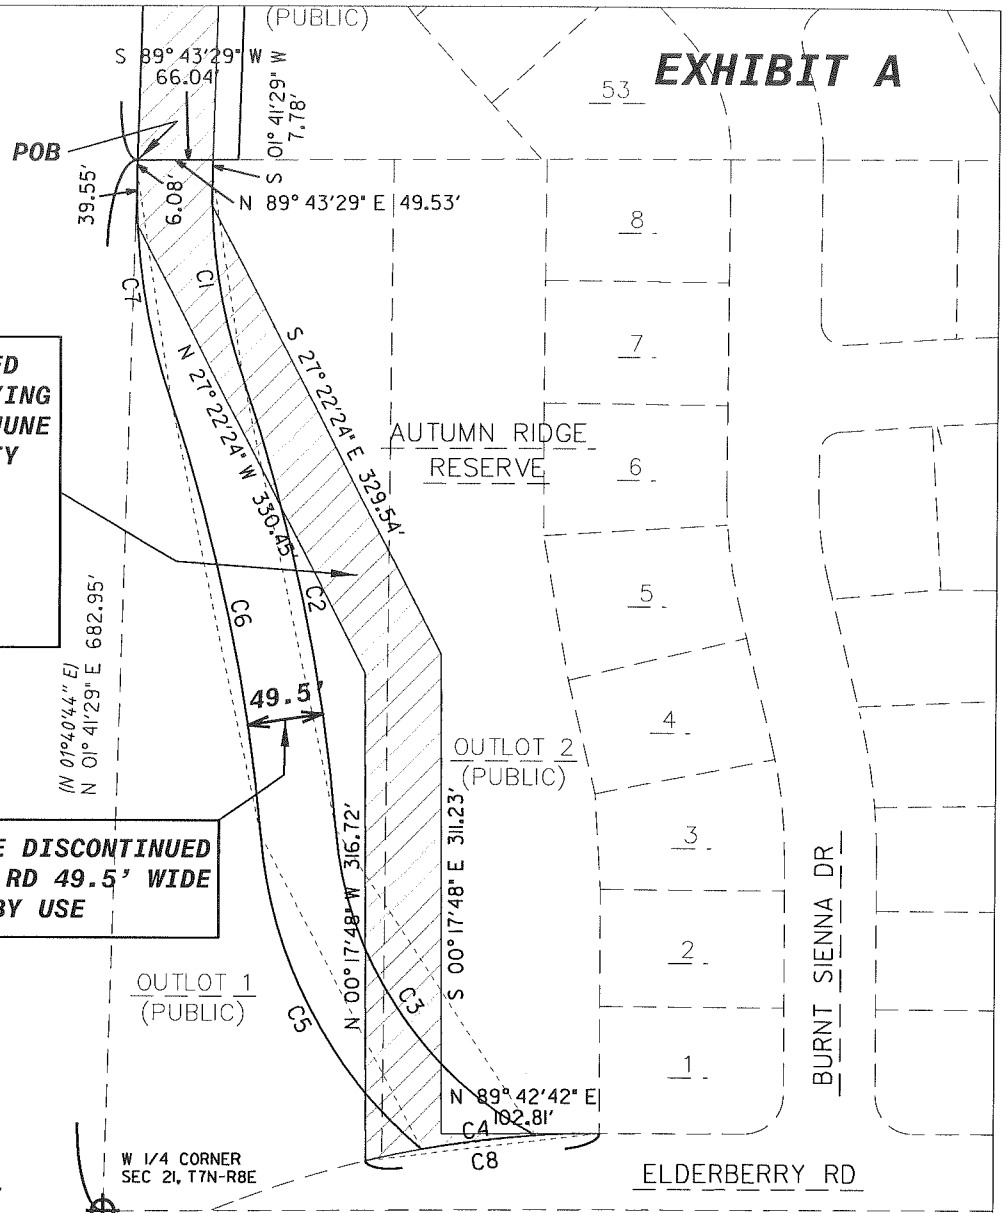 (PUBLIC)
S 89°43'29" W
66.04'
S 01°41'29" W
7.78'
EXHIBIT A
53
POB
39.55'
6.08'
N 89°43'29" E 49.53'
8
C7
C1
7
S 27°22'24" E 329.54'
N 27°22'24" W 330.45'
ED
KING
JUNE
TY
AUTUMN RIDGE
RESERVE
6
5
C6
C2
(N 01°40'44" E)
N 01°41'29" E 682.95'
49.5'
4
OUTLOT 2
(PUBLIC)
N 00°17'48" W 316.72'
S 00°17'48" E 311.23'
E DISCONTINUED
RD 49.5' WIDE
BY USE
3
BURNT SIENNA DR
2
OUTLOT 1
(PUBLIC)
C5
C3
1
N 89°42'42" E
102.81'
C4
C8
W 1/4 CORNER
SEC 21, T7N-R8E
ELDERBERRY RD